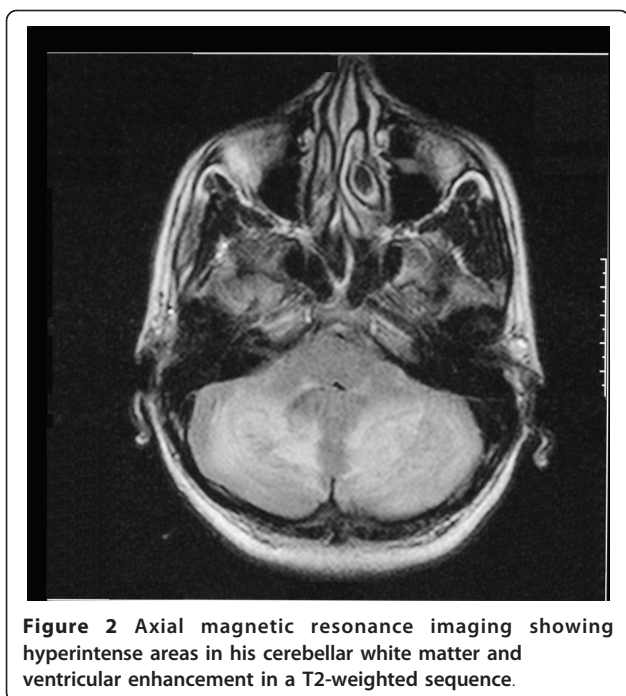 Figure 2 Axial magnetic resonance imaging showing
hyperintense areas in his cerebellar white matter and
ventricular enhancement in a T2-weighted sequence.